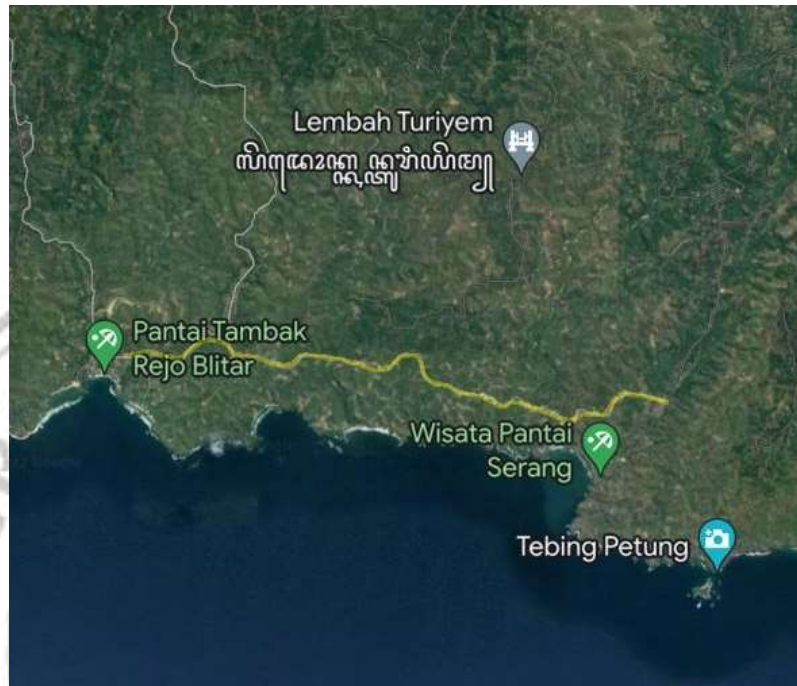 Lembah Turiyem
Pantai Tambak
Rejo Blitar
Wisata Pantai
Serang
Tebing Petung